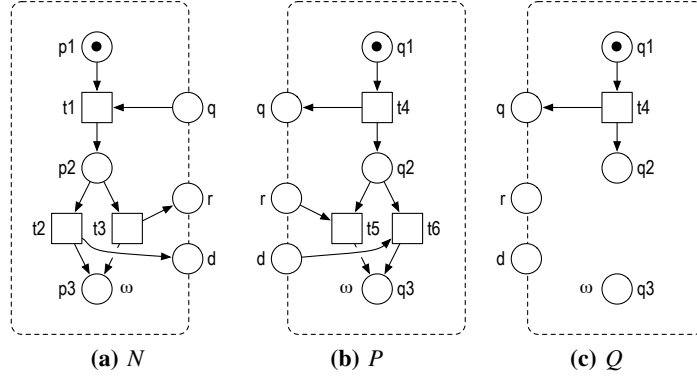 p1 q1 q1
t1 q q t4 q t4
p2 q2 q2
r r r
t2 t3 t5 t6
d d d
p3 ω ω q3 ω q3
(a) N (b) P (c) Q